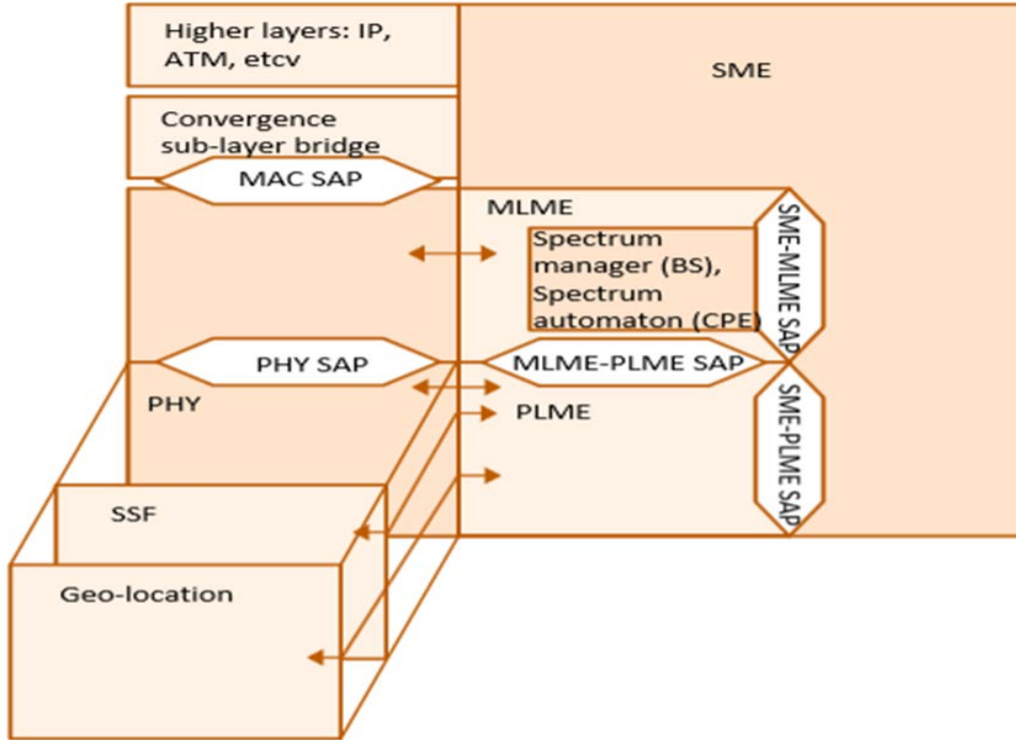 Higher layers: IP,
ATM, etcv
SME
Convergence
sub-layer bridge
MAC SAP
MLME
Spectrum
manager (BS),
Spectrum
automaton (CPE)
SME-MLME SAP
PHY SAP
MLME-PLME SAP
PHY
PLME
SME-PLME SAP
SSF
Geo-location